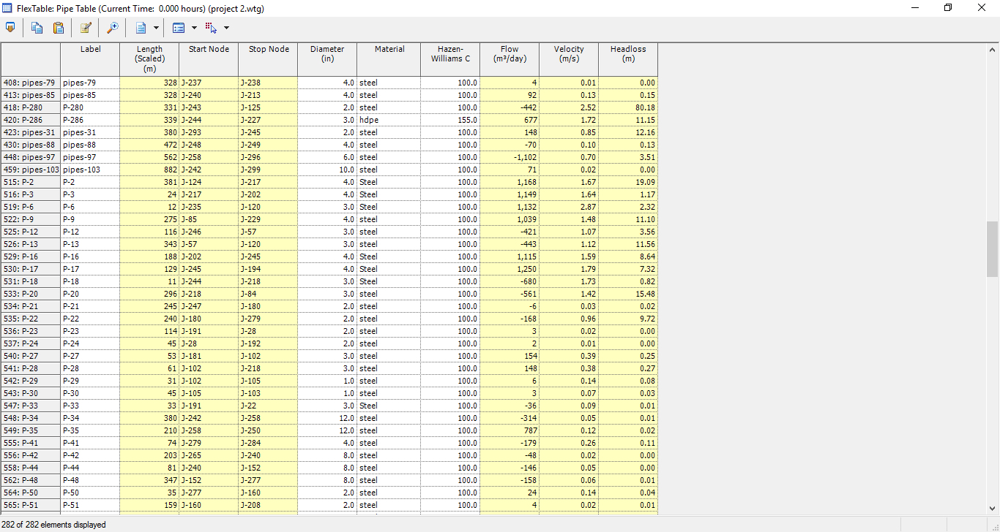 FlexTable: Pipe Table (Current Time:  0.000 hours) (project 2.wtg)
Label Length (Scaled) (m) Start Node Stop Node Diameter (in) Material Hazen-Williams C Flow (m³/day) Velocity (m/s) Headloss (m)
408: pipes-79 pipes-79 328 J-237 J-238 4.0 steel 100.0 4 0.01 0.00
413: pipes-85 pipes-85 328 J-240 J-213 4.0 steel 100.0 92 0.13 0.15
418: P-280 P-280 331 J-243 J-125 2.0 steel 100.0 -442 2.52 80.18
420: P-286 P-286 339 J-244 J-227 3.0 hdpe 155.0 677 1.72 11.15
423: pipes-31 pipes-31 380 J-293 J-245 2.0 steel 100.0 148 0.85 12.16
430: pipes-88 pipes-88 472 J-248 J-249 4.0 steel 100.0 -70 0.10 0.13
448: pipes-97 pipes-97 562 J-258 J-296 6.0 steel 100.0 -1,102 0.70 3.51
459: pipes-103 pipes-103 882 J-242 J-299 10.0 steel 100.0 71 0.02 0.00
515: P-2 P-2 381 J-124 J-217 4.0 Steel 100.0 1,168 1.67 19.09
516: P-3 P-3 24 J-217 J-202 4.0 Steel 100.0 1,149 1.64 1.17
519: P-6 P-6 12 J-235 J-120 3.0 Steel 100.0 1,132 2.87 2.32
522: P-9 P-9 275 J-85 J-229 4.0 Steel 100.0 1,039 1.48 11.10
525: P-12 P-12 116 J-246 J-57 3.0 Steel 100.0 -421 1.07 3.56
526: P-13 P-13 343 J-57 J-120 3.0 Steel 100.0 -443 1.12 11.56
529: P-16 P-16 188 J-202 J-245 4.0 Steel 100.0 1,115 1.59 8.64
530: P-17 P-17 129 J-245 J-194 4.0 Steel 100.0 1,250 1.79 7.32
531: P-18 P-18 11 J-244 J-218 3.0 Steel 100.0 -680 1.73 0.82
533: P-20 P-20 296 J-218 J-84 3.0 Steel 100.0 -561 1.42 15.48
534: P-21 P-21 245 J-247 J-180 2.0 steel 100.0 -6 0.03 0.02
535: P-22 P-22 240 J-180 J-279 2.0 steel 100.0 -168 0.96 9.72
536: P-23 P-23 114 J-191 J-28 2.0 steel 100.0 3 0.02 0.00
537: P-24 P-24 45 J-28 J-192 2.0 steel 100.0 2 0.01 0.00
540: P-27 P-27 53 J-181 J-102 3.0 steel 100.0 154 0.39 0.25
541: P-28 P-28 61 J-102 J-218 3.0 steel 100.0 148 0.38 0.27
542: P-29 P-29 31 J-102 J-105 1.0 steel 100.0 6 0.14 0.08
543: P-30 P-30 45 J-105 J-103 1.0 steel 100.0 3 0.07 0.03
547: P-33 P-33 33 J-191 J-22 3.0 Steel 100.0 -36 0.09 0.01
548: P-34 P-34 380 J-242 J-258 12.0 steel 100.0 -314 0.05 0.01
549: P-35 P-35 210 J-258 J-250 12.0 steel 100.0 787 0.12 0.02
555: P-41 P-41 74 J-279 J-284 4.0 steel 100.0 -179 0.26 0.11
556: P-42 P-42 203 J-265 J-240 8.0 steel 100.0 -48 0.02 0.00
558: P-44 P-44 81 J-240 J-152 8.0 steel 100.0 -146 0.05 0.00
562: P-48 P-48 347 J-152 J-277 8.0 steel 100.0 -158 0.06 0.01
564: P-50 P-50 35 J-277 J-160 2.0 steel 100.0 24 0.14 0.04
565: P-51 P-51 159 J-160 J-208 2.0 steel 100.0 4 0.02 0.01
282 of 282 elements displayed